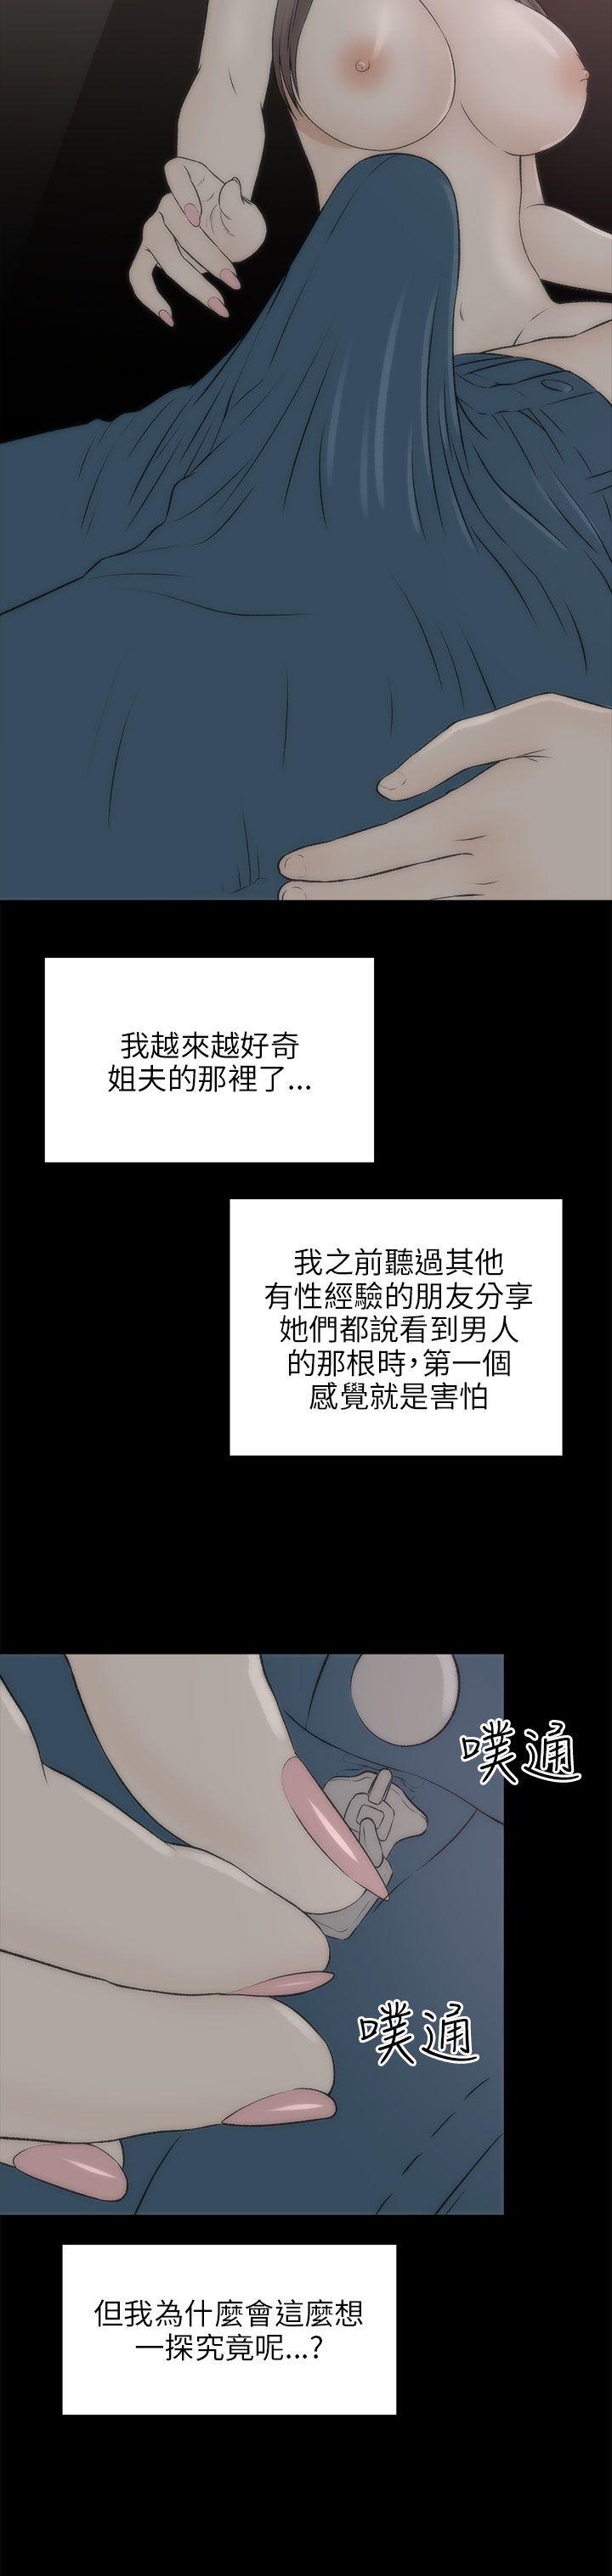 我越來越好奇
姐夫的那裡了...
我之前聽過其他
有性經驗的朋友分享
她們都說看到男人
的那根時，第一個
感覺就是害怕
噗通
噗通
但我為什麼會這麼想
一探究竟呢...?